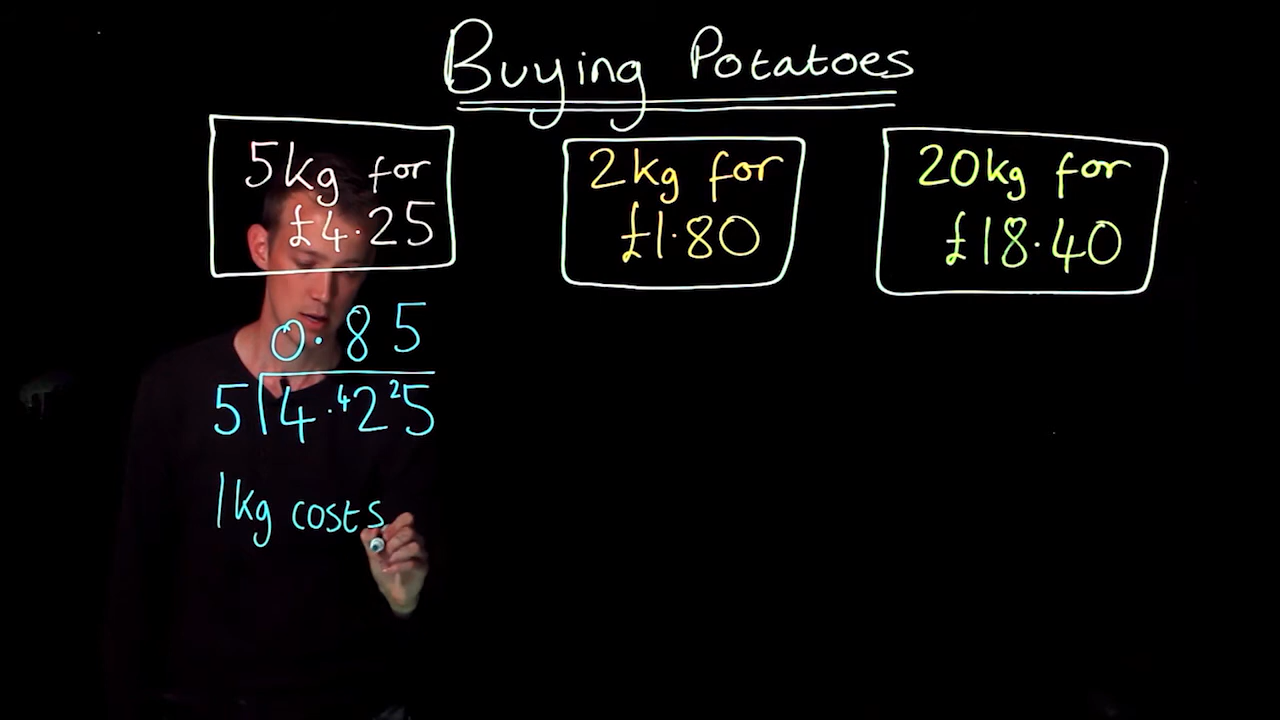 Buying Potatoes
5kg for
£4.25
2kg for
£1.80
20kg for
£18.40
0.85
5 4.⁴2²5
1kg costs